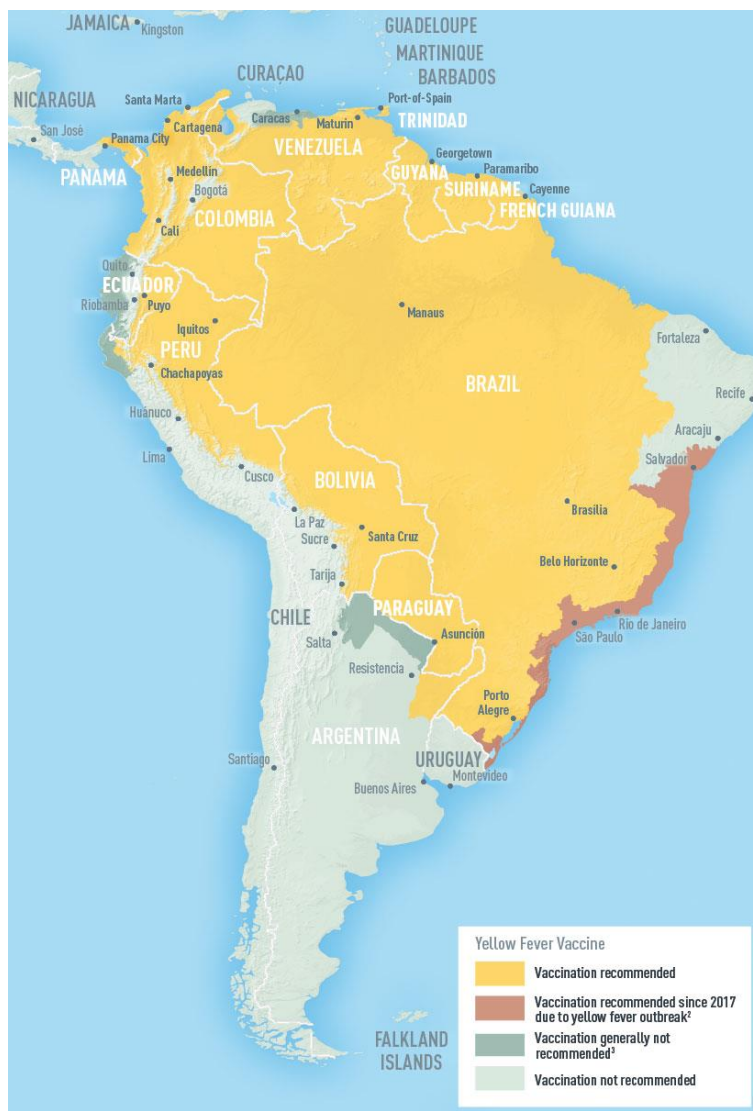 JAMAICA
Kingston
GUADELOUPE
MARTINIQUE
BARBADOS
CURAÇAO
NICARAGUA
San José
Santa Marta
Cartagena
Panama City
PANAMA
Caracas
Maturin
Port-of-Spain
TRINIDAD
VENEZUELA
Georgetown
GUYANA
Paramaribo
SURINAME
Cayenne
FRENCH GUIANA
Medellin
Bogotá
COLOMBIA
Cali
Quito
ECUADOR
Riobamba
Puyo
Iquitos
PERU
Chachapoyas
Manaus
BRAZIL
Fortaleza
Recife
Aracaju
Salvador
Huánuco
Lima
Cusco
BOLIVIA
La Paz
Santa Cruz
Sucre
Tarija
Brasilia
Belo Horizonte
Rio de Janeiro
São Paulo
CHILE
PARAGUAY
Salta
Asunción
Resistencia
Porto
Alegre
ARGENTINA
URUGUAY
Santiago
Buenos Aires
Montevideo
FALKLAND
ISLANDS
Yellow Fever Vaccine
Vaccination recommended
Vaccination recommended since 2017
due to yellow fever outbreak²
Vaccination generally not
recommended³
Vaccination not recommended